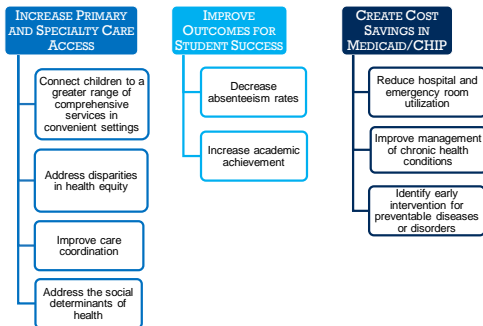 INCREASE PRIMARY
AND SPECIALTY CARE
ACCESS
Connect children to a
greater range of
comprehensive
services in
convenient settings
Address disparities
in health equity
Improve care
coordination
Address the social
determinants of
health
IMPROVE
OUTCOMES FOR
STUDENT SUCCESS
Decrease
absenteeism rates
Increase academic
achievement
CREATE COST
SAVINGS IN
MEDICAID/CHIP
Reduce hospital and
emergency room
utilization
Improve management
of chronic health
conditions
Identify early
intervention for
preventable diseases
or disorders